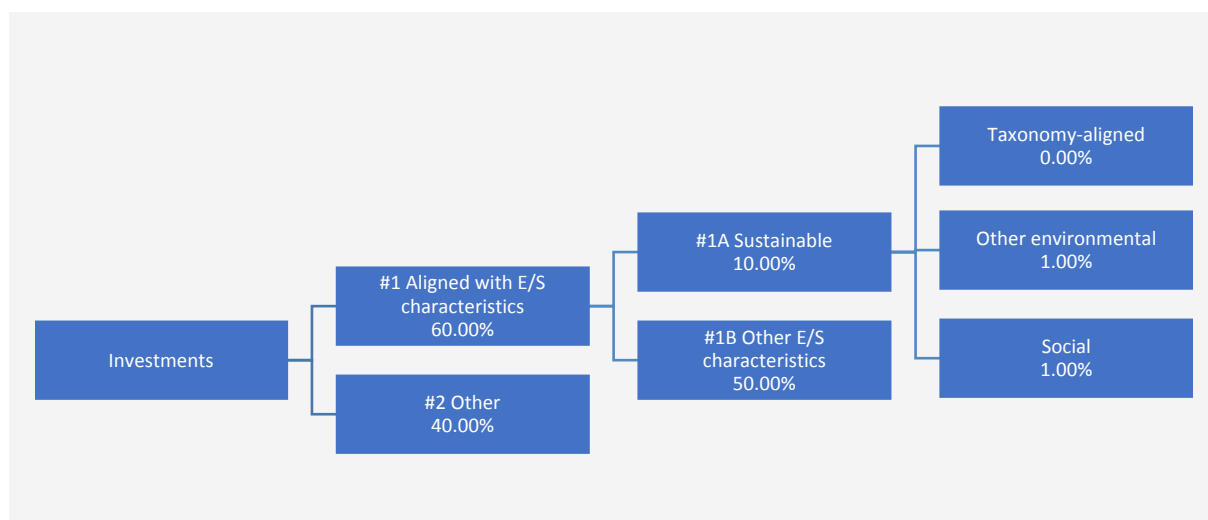 Investments
#1 Aligned with E/S
characteristics
60.00%
#2 Other
40.00%
#1A Sustainable
10.00%
#1B Other E/S
characteristics
50.00%
Taxonomy-aligned
0.00%
Other environmental
1.00%
Social
1.00%